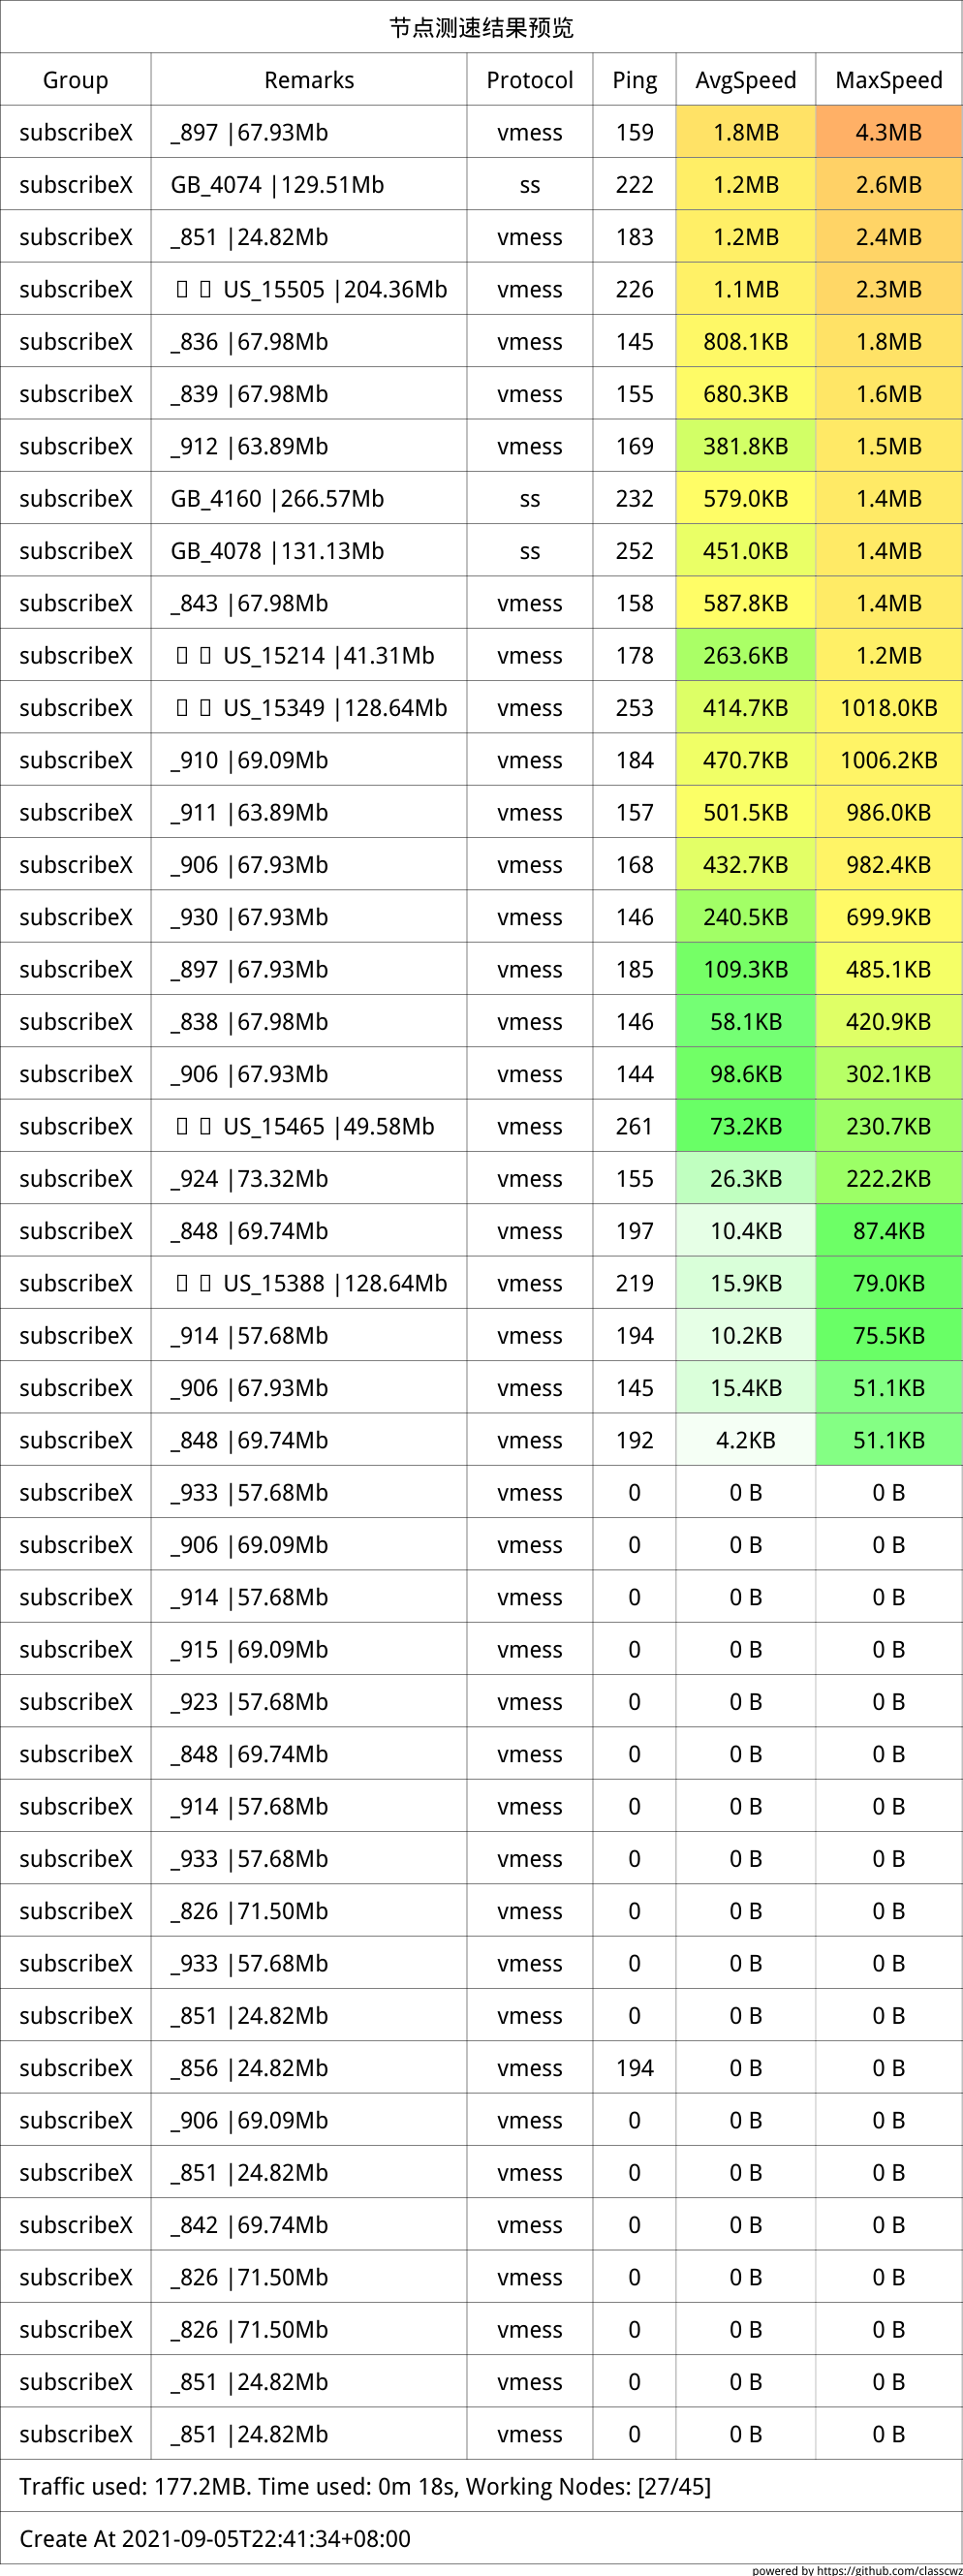 节点测速结果预览
Group Remarks Protocol Ping AvgSpeed MaxSpeed
subscribeX _897 |67.93Mb vmess 159 1.8MB 4.3MB
subscribeX GB_4074 |129.51Mb ss 222 1.2MB 2.6MB
subscribeX _851 |24.82Mb vmess 183 1.2MB 2.4MB
subscribeX US_15505 |204.36Mb vmess 226 1.1MB 2.3MB
subscribeX _836 |67.98Mb vmess 145 808.1KB 1.8MB
subscribeX _839 |67.98Mb vmess 155 680.3KB 1.6MB
subscribeX _912 |63.89Mb vmess 169 381.8KB 1.5MB
subscribeX GB_4160 |266.57Mb ss 232 579.0KB 1.4MB
subscribeX GB_4078 |131.13Mb ss 252 451.0KB 1.4MB
subscribeX _843 |67.98Mb vmess 158 587.8KB 1.4MB
subscribeX US_15214 |41.31Mb vmess 178 263.6KB 1.2MB
subscribeX US_15349 |128.64Mb vmess 253 414.7KB 1018.0KB
subscribeX _910 |69.09Mb vmess 184 470.7KB 1006.2KB
subscribeX _911 |63.89Mb vmess 157 501.5KB 986.0KB
subscribeX _906 |67.93Mb vmess 168 432.7KB 982.4KB
subscribeX _930 |67.93Mb vmess 146 240.5KB 699.9KB
subscribeX _897 |67.93Mb vmess 185 109.3KB 485.1KB
subscribeX _838 |67.98Mb vmess 146 58.1KB 420.9KB
subscribeX _906 |67.93Mb vmess 144 98.6KB 302.1KB
subscribeX US_15465 |49.58Mb vmess 261 73.2KB 230.7KB
subscribeX _924 |73.32Mb vmess 155 26.3KB 222.2KB
subscribeX _848 |69.74Mb vmess 197 10.4KB 87.4KB
subscribeX US_15388 |128.64Mb vmess 219 15.9KB 79.0KB
subscribeX _914 |57.68Mb vmess 194 10.2KB 75.5KB
subscribeX _906 |67.93Mb vmess 145 15.4KB 51.1KB
subscribeX _848 |69.74Mb vmess 192 4.2KB 51.1KB
subscribeX _933 |57.68Mb vmess 0 0 B 0 B
subscribeX _906 |69.09Mb vmess 0 0 B 0 B
subscribeX _914 |57.68Mb vmess 0 0 B 0 B
subscribeX _915 |69.09Mb vmess 0 0 B 0 B
subscribeX _923 |57.68Mb vmess 0 0 B 0 B
subscribeX _848 |69.74Mb vmess 0 0 B 0 B
subscribeX _914 |57.68Mb vmess 0 0 B 0 B
subscribeX _933 |57.68Mb vmess 0 0 B 0 B
subscribeX _826 |71.50Mb vmess 0 0 B 0 B
subscribeX _933 |57.68Mb vmess 0 0 B 0 B
subscribeX _851 |24.82Mb vmess 0 0 B 0 B
subscribeX _856 |24.82Mb vmess 194 0 B 0 B
subscribeX _906 |69.09Mb vmess 0 0 B 0 B
subscribeX _851 |24.82Mb vmess 0 0 B 0 B
subscribeX _842 |69.74Mb vmess 0 0 B 0 B
subscribeX _826 |71.50Mb vmess 0 0 B 0 B
subscribeX _826 |71.50Mb vmess 0 0 B 0 B
subscribeX _851 |24.82Mb vmess 0 0 B 0 B
subscribeX _851 |24.82Mb vmess 0 0 B 0 B
Traffic used: 177.2MB. Time used: 0m 18s, Working Nodes: [27/45]
Create At 2021-09-05T22:41:34+08:00
powered by https://github.com/classcwz